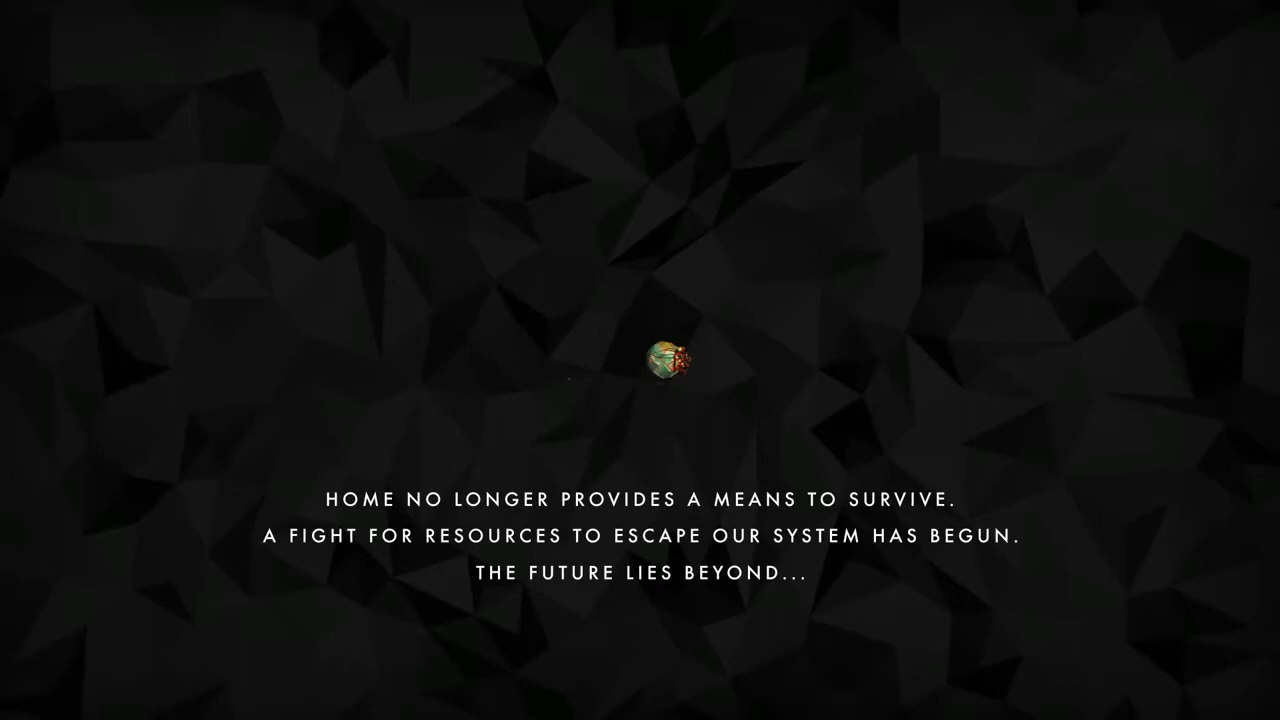 HOME NO LONGER PROVIDES A MEANS TO SURVIVE.
A FIGHT FOR RESOURCES TO ESCAPE OUR SYSTEM HAS BEGUN.
THE FUTURE LIES BEYOND...